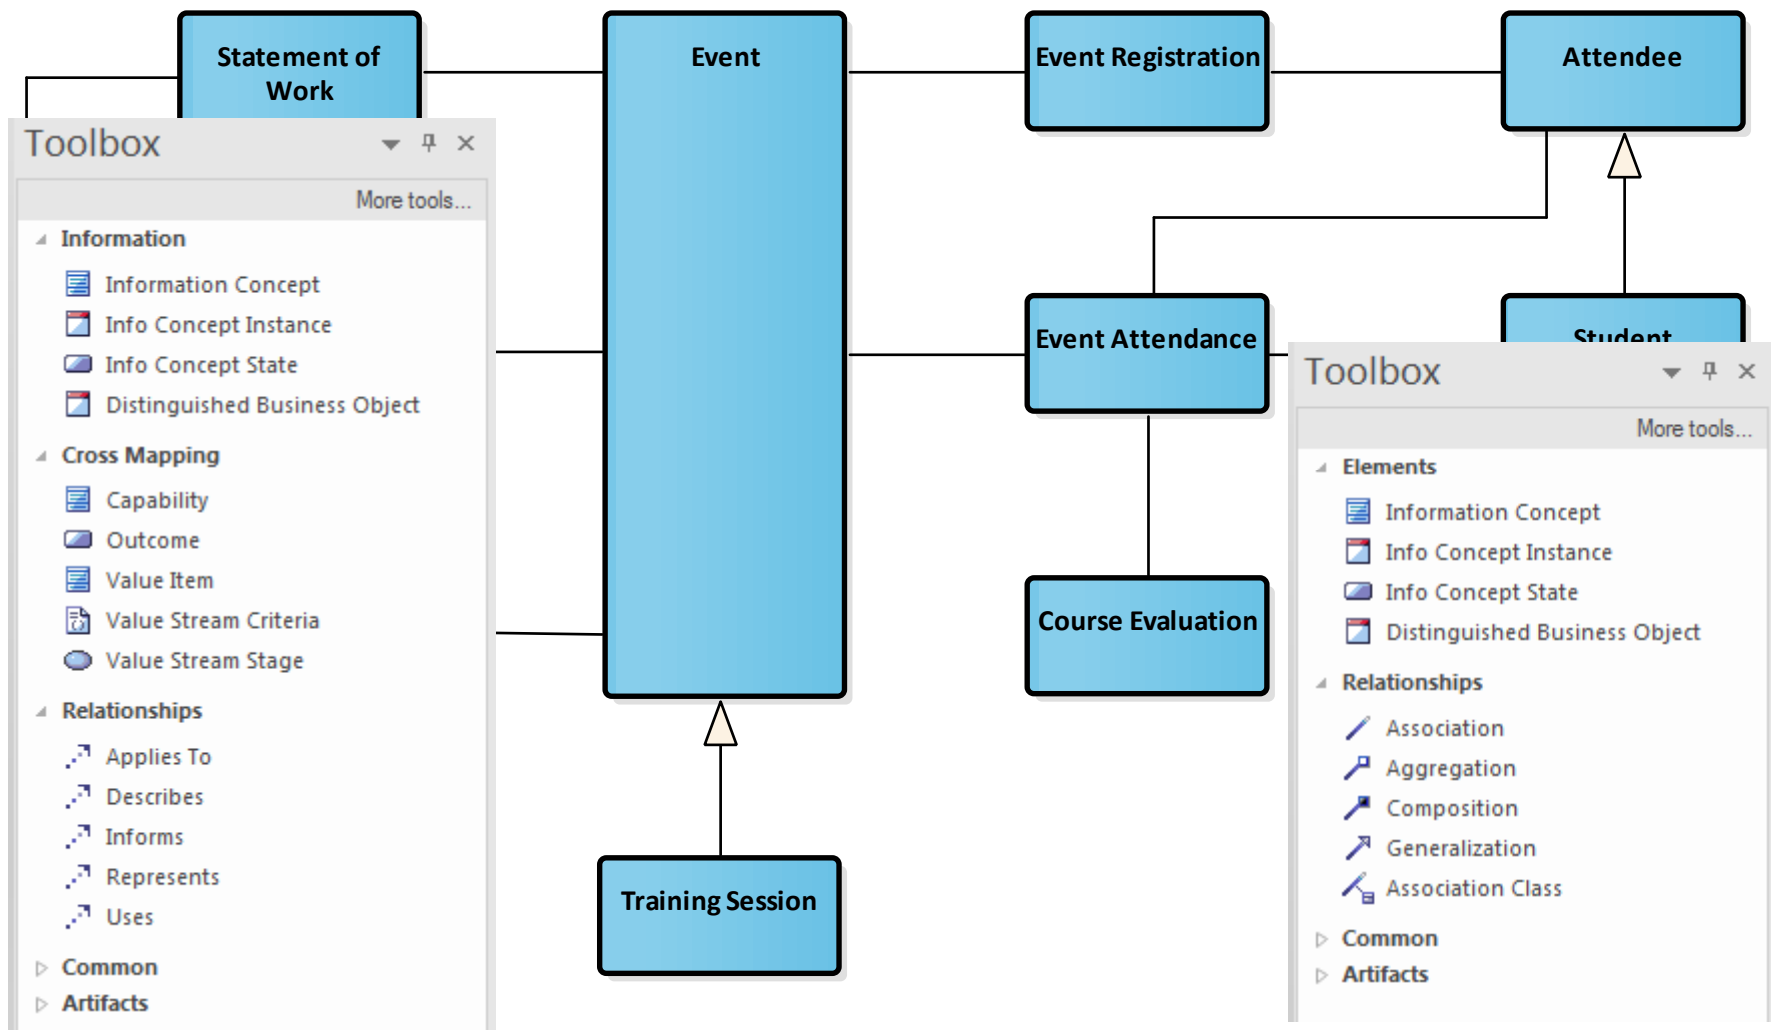 Statement of
Work
Event
Event Registration
Attendee
Toolbox
More tools...
Information
Information Concept
Info Concept Instance
Info Concept State
Distinguished Business Object
Cross Mapping
Capability
Outcome
Value Item
Value Stream Criteria
Value Stream Stage
Relationships
Applies To
Describes
Informs
Represents
Uses
Common
Artifacts
Event Attendance
Student
Course Evaluation
Training Session
Toolbox
More tools...
Elements
Information Concept
Info Concept Instance
Info Concept State
Distinguished Business Object
Relationships
Association
Aggregation
Composition
Generalization
Association Class
Common
Artifacts